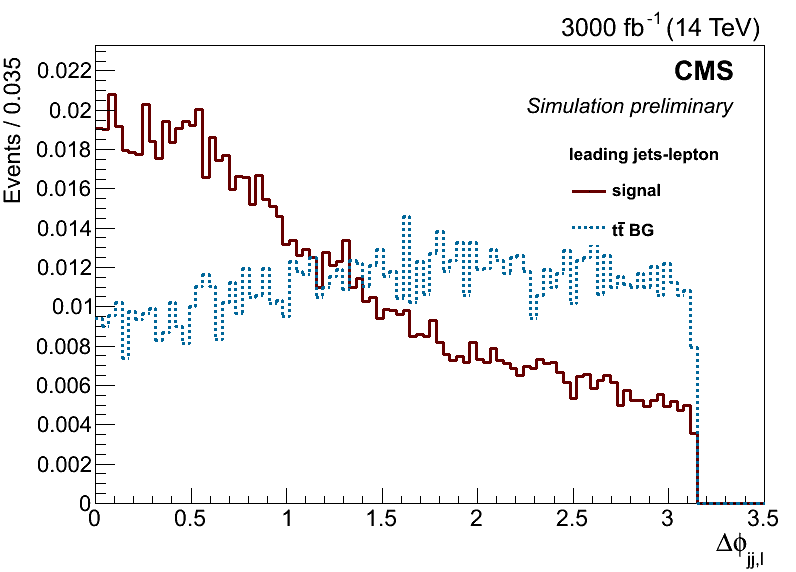 3000 fb⁻¹ (14 TeV)
Events / 0.035
CMS
Simulation preliminary
leading jets-lepton
signal
tt̄ BG
0.022
0.02
0.018
0.016
0.014
0.012
0.01
0.008
0.006
0.004
0.002
0
0 0.5 1 1.5 2 2.5 3 3.5
Δϕjj,l